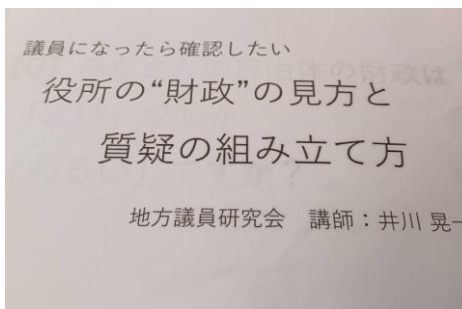 議員になったら確認したい
役所の“財政”の見方と
質疑の組み立て方
地方議員研究会　講師：井川 晃一